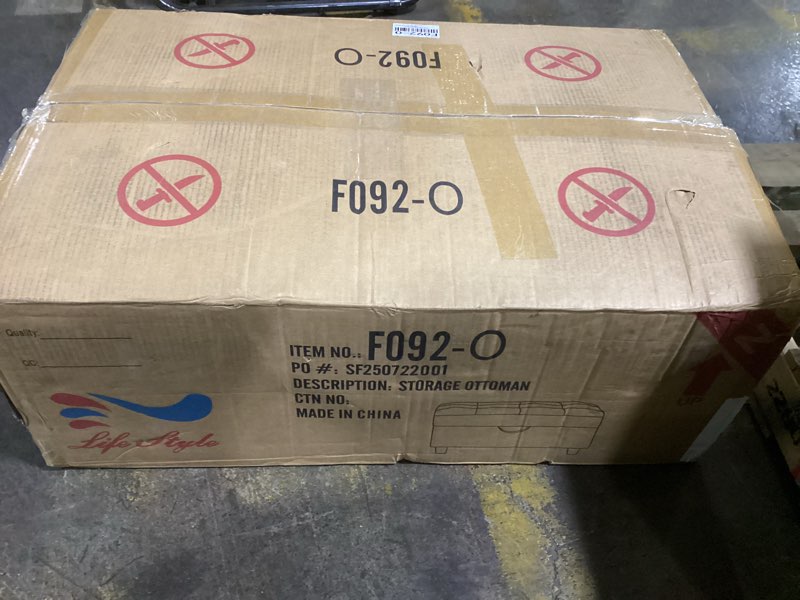 F092-O
F092-O
F092-O
Quality:
QC:
ITEM NO.: F092-O
PO #: SF250722001
DESCRIPTION: STORAGE OTTOMAN
CTN NO.
MADE IN CHINA
Life Style
UP